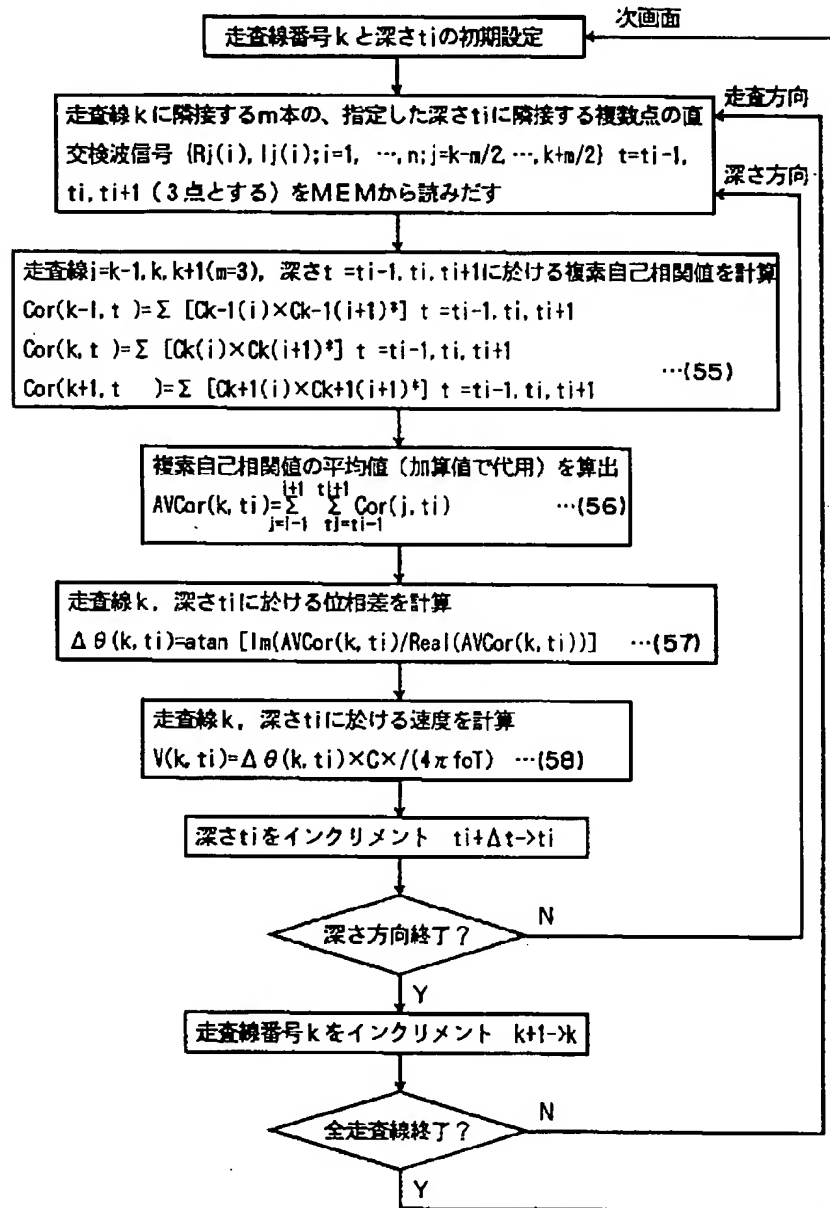 次画面
走査線番号kと深さtiの初期設定
走査方向
走査線kに隣接するm本の、指定した深さtiに隣接する複数点の直
交検波信号 {Rj(i),Ij(i);i=1, …,n;j=k-m/2,…,k+m/2} t=ti-1,
ti,ti+1 (3点とする)をMEMから読みだす
深さ方向
走査線j=k-1,k,k+1(m=3), 深さt =ti-1,ti,ti+1に於ける複素自己相関値を計算
Cor(k-1,t )=Σ [Ck-1(i)×Ck-1(i+1)*] t =ti-1,ti,ti+1
Cor(k,t )=Σ [Ck(i)×Ck(i+1)*] t =ti-1,ti,ti+1
Cor(k+1,t )=Σ [Ck+1(i)×Ck+1(i+1)*] t =ti-1,ti,ti+1
…(55)
複素自己相関値の平均値(加算値で代用)を算出
i+1 ti+1
AVCor(k,ti)=Σ Σ Cor(j,ti) …(56)
j=i-1 tj=ti-1
走査線k, 深さtiに於ける位相差を計算
Δθ(k,ti)=atan [Im(AVCor(k,ti)/Real(AVCor(k,ti))] …(57)
走査線k, 深さtiに於ける速度を計算
V(k,ti)=Δθ(k,ti)×C×/(4πfoT) …(58)
深さtiをインクリメント ti+Δt->ti
深さ方向終了?
N
Y
走査線番号kをインクリメント k+1->k
全走査線終了?
N
Y